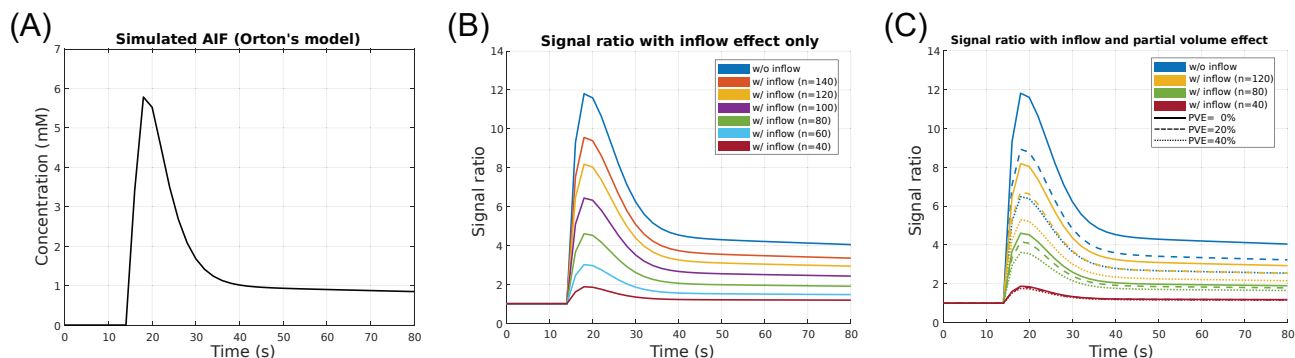 (A)
Simulated AIF (Orton's model)
Concentration (mM)
7
6
5
4
3
2
1
0
0 10 20 30 40 50 60 70 80
Time (s)
(B)
Signal ratio with inflow effect only
Signal ratio
14
12
10
8
6
4
2
0
w/o inflow
w/ inflow (n=140)
w/ inflow (n=120)
w/ inflow (n=100)
w/ inflow (n=80)
w/ inflow (n=60)
w/ inflow (n=40)
0 10 20 30 40 50 60 70 80
Time (s)
(C)
Signal ratio with inflow and partial volume effect
Signal ratio
14
12
10
8
6
4
2
0
w/o inflow
w/ inflow (n=120)
w/ inflow (n=80)
w/ inflow (n=40)
PVE= 0%
PVE=20%
PVE=40%
0 10 20 30 40 50 60 70 80
Time (s)